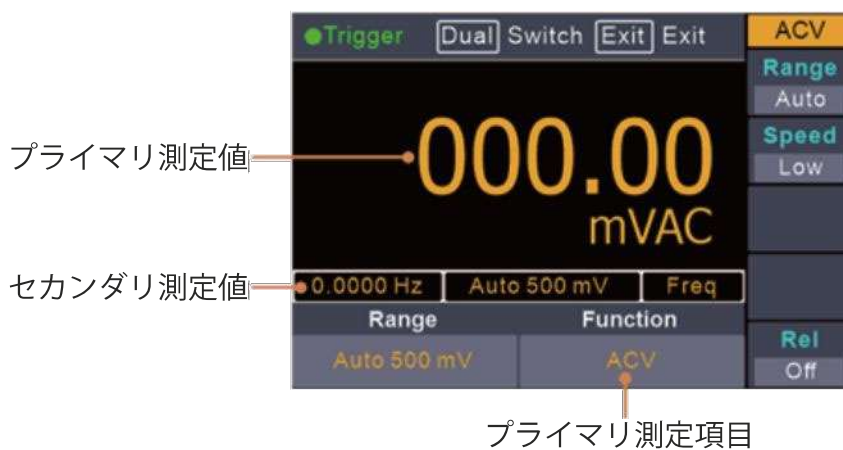 ●Trigger Dual Switch Exit Exit ACV
Range
Auto
Speed
Low
プライマリ測定値
000.00
mVAC
セカンダリ測定値
0.0000 Hz Auto 500 mV Freq
Range Function
Auto 500 mV ACV
Rel
Off
プライマリ測定項目